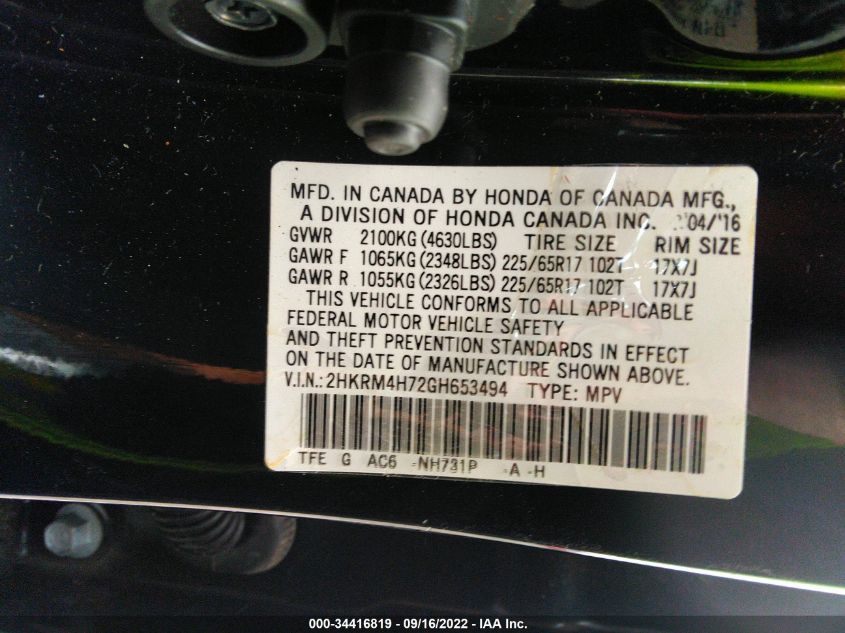 MFD. IN CANADA BY HONDA OF CANADA MFG.,
A DIVISION OF HONDA CANADA INC. 04/'16
GVWR 2100KG (4630LBS) TIRE SIZE RIM SIZE
GAWR F 1065KG (2348LBS) 225/65R17 102T 17X7J
GAWR R 1055KG (2326LBS) 225/65R17 102T 17X7J
THIS VEHICLE CONFORMS TO ALL APPLICABLE
FEDERAL MOTOR VEHICLE SAFETY
AND THEFT PREVENTION STANDARDS IN EFFECT
ON THE DATE OF MANUFACTURE SHOWN ABOVE.
V.I.N.: 2HKRM4H72GH653494 TYPE: MPV
TFE G AC6 -NH731P -A -H
000-34416819 - 09/16/2022 - IAA Inc.